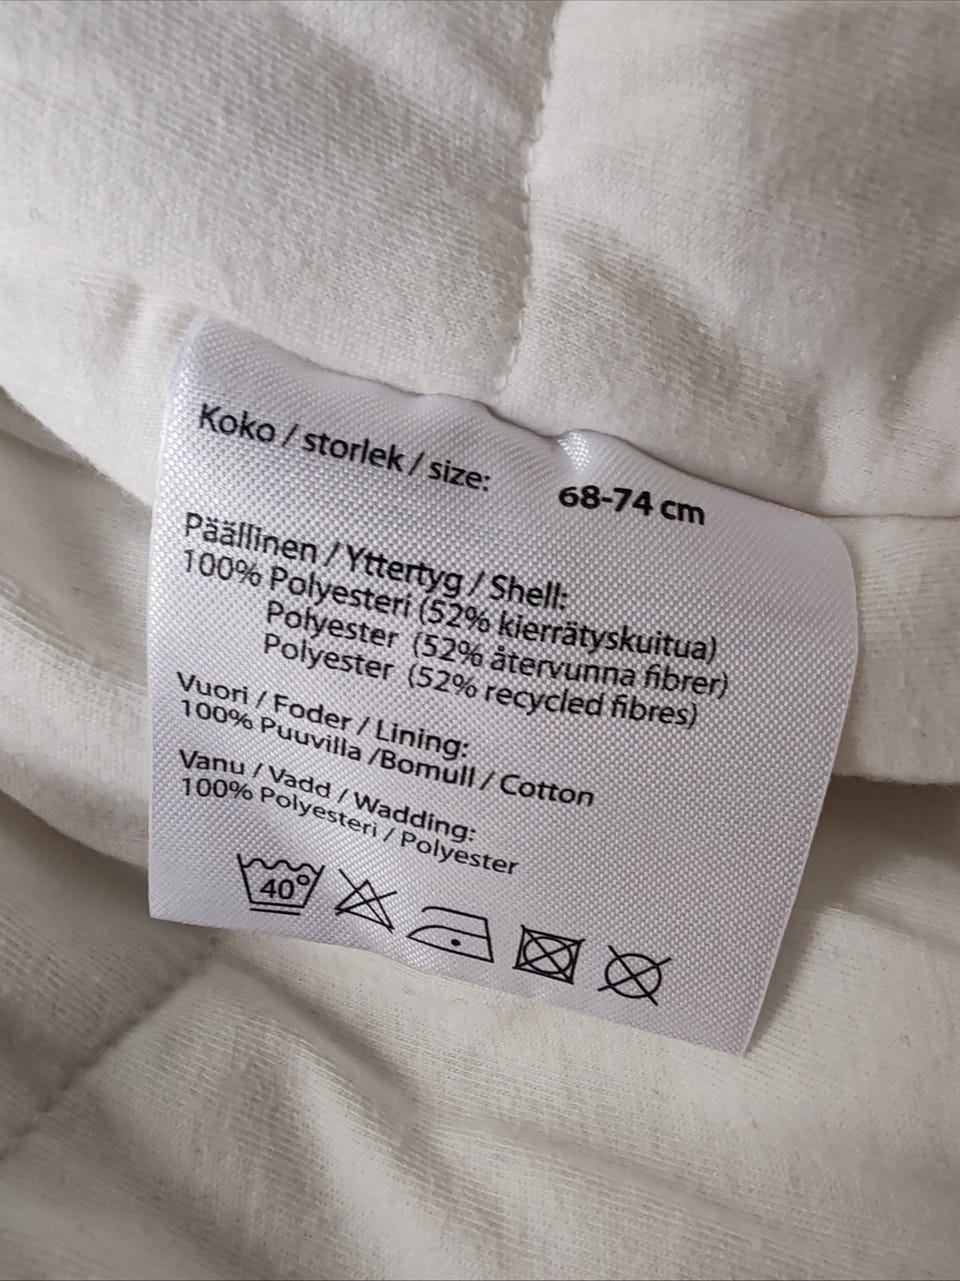 Koko / storlek / size: 68-74 cm
Päällinen / Yttertyg / Shell:
100% Polyesteri (52% kierrätyskuitua)
Polyester (52% återvunna fibrer)
Polyester (52% recycled fibres)
Vuori / Foder / Lining:
100% Puuvilla /Bomull / Cotton
Vanu / Vadd / Wadding:
100% Polyesteri / Polyester
40°